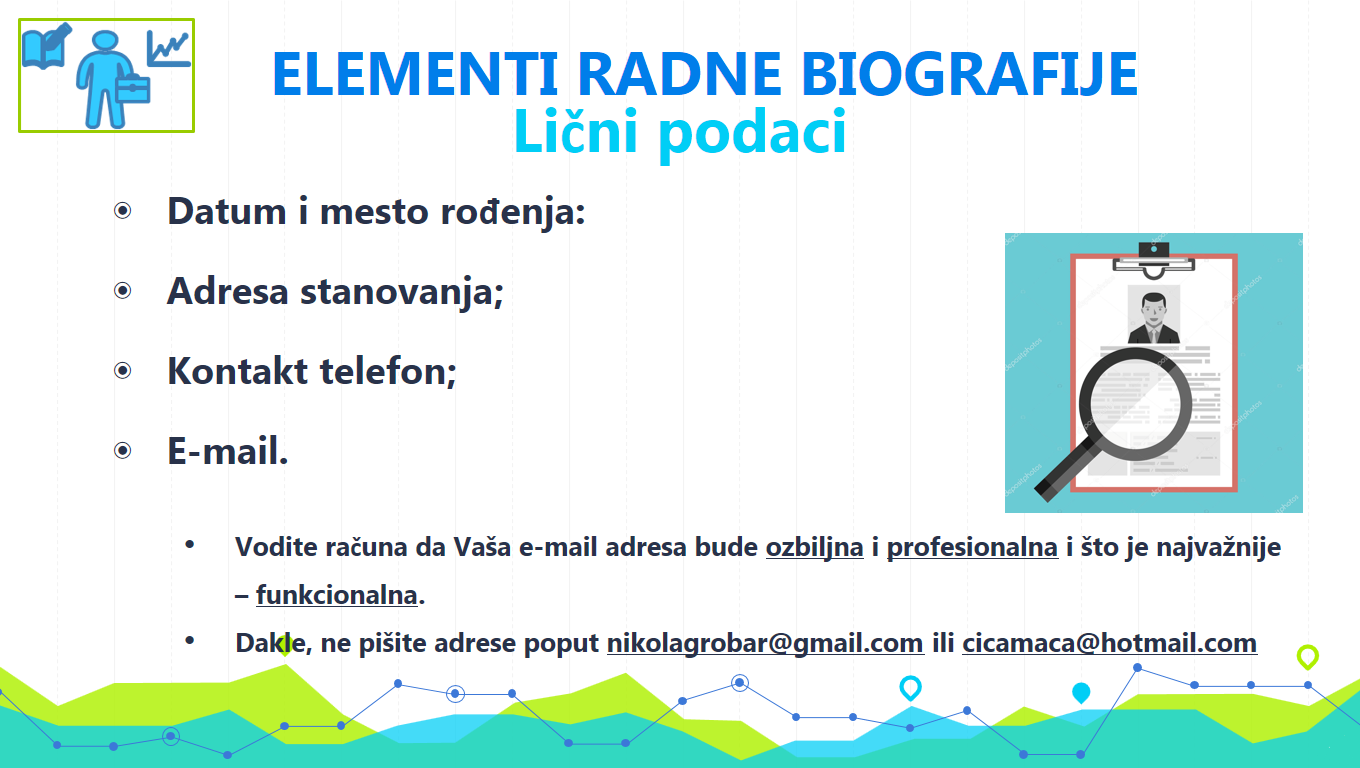 ELEMENTI RADNE BIOGRAFIJE
Lični podaci
Datum i mesto rođenja:
Adresa stanovanja;
Kontakt telefon;
E-mail.
Vodite računa da Vaša e-mail adresa bude ozbiljna i profesionalna i što je najvažnije
– funkcionalna.
Dakle, ne pišite adrese poput nikolagrobar@gmail.com ili cicamaca@hotmail.com
depositphotos